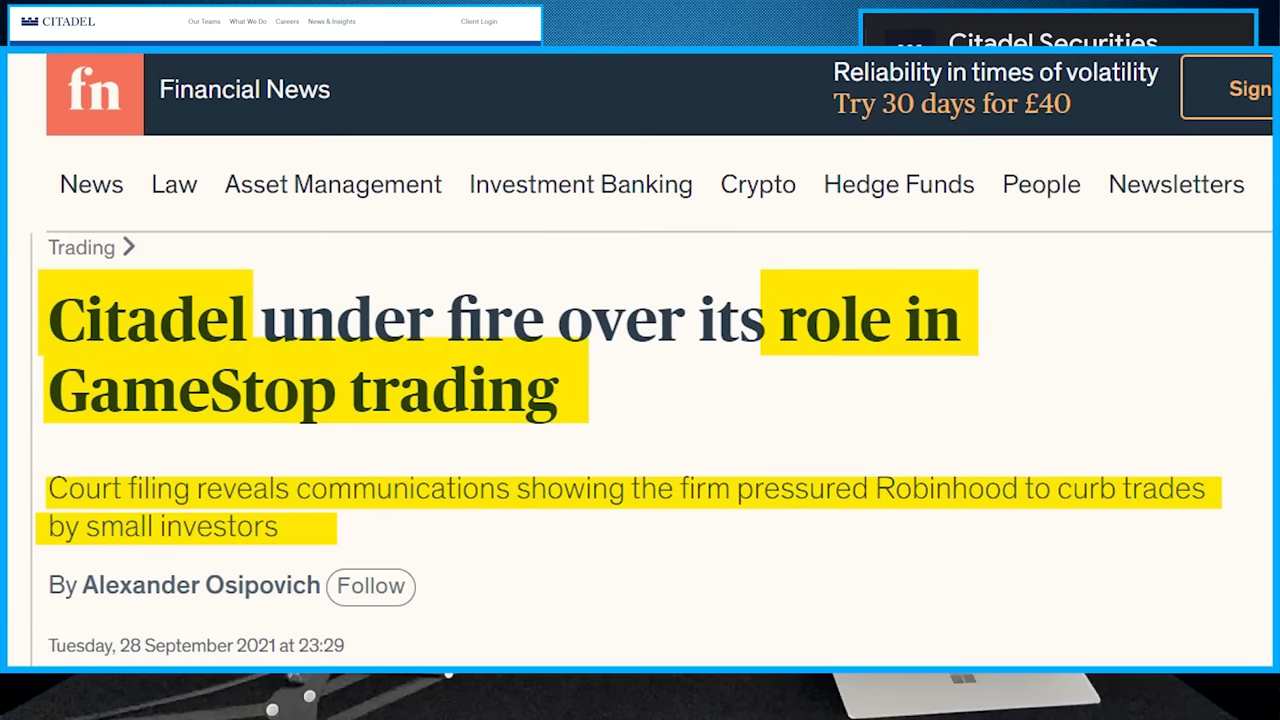 CITADEL
Our Teams What We Do Careers News & Insights
Client Login
Citadel Securities
fn Financial News
Reliability in times of volatility
Try 30 days for £40
Sign
News Law Asset Management Investment Banking Crypto Hedge Funds People Newsletters
Trading >
Citadel under fire over its role in
GameStop trading
Court filing reveals communications showing the firm pressured Robinhood to curb trades
by small investors
By Alexander Osipovich Follow
Tuesday, 28 September 2021 at 23:29